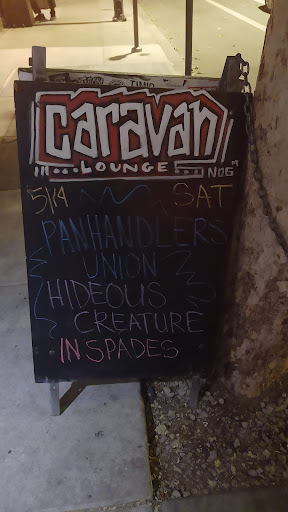 caravan
LOUNGE
5/14 SAT
PANHANDLERS
UNION
HIDEOUS
CREATURE
IN SPADES